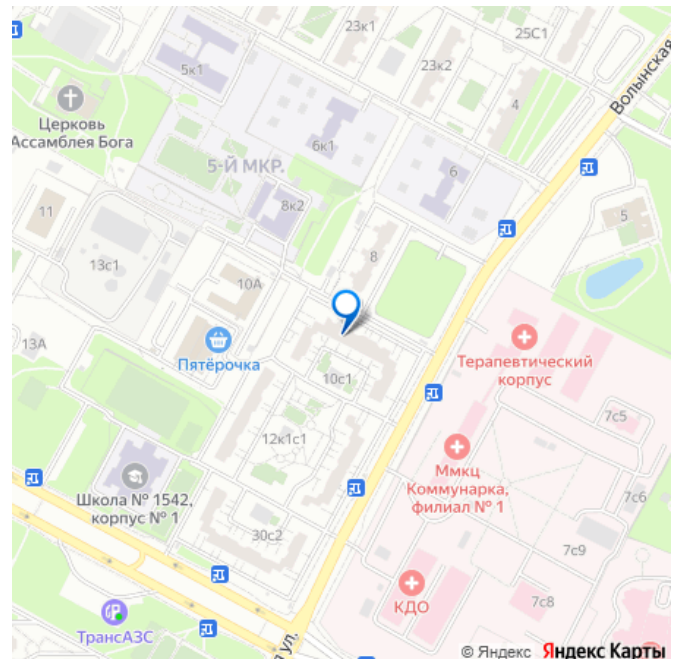 23к1
25С1
5к1
23к2
Волынская
4
Церковь
Ассамблея Бога
6к1
5-Й МКР.
6
11
8к2
5
8
13с1
10А
13А
Пятёрочка
Терапевтический
корпус
10с1
7с5
12к1с1
Ммкц
Коммунарка,
филиал № 1
Школа № 1542,
корпус № 1
7с6
30с2
7с9
КДО
7с8
ТрансАЗС
я ул.
© Яндекс Яндекс Карты